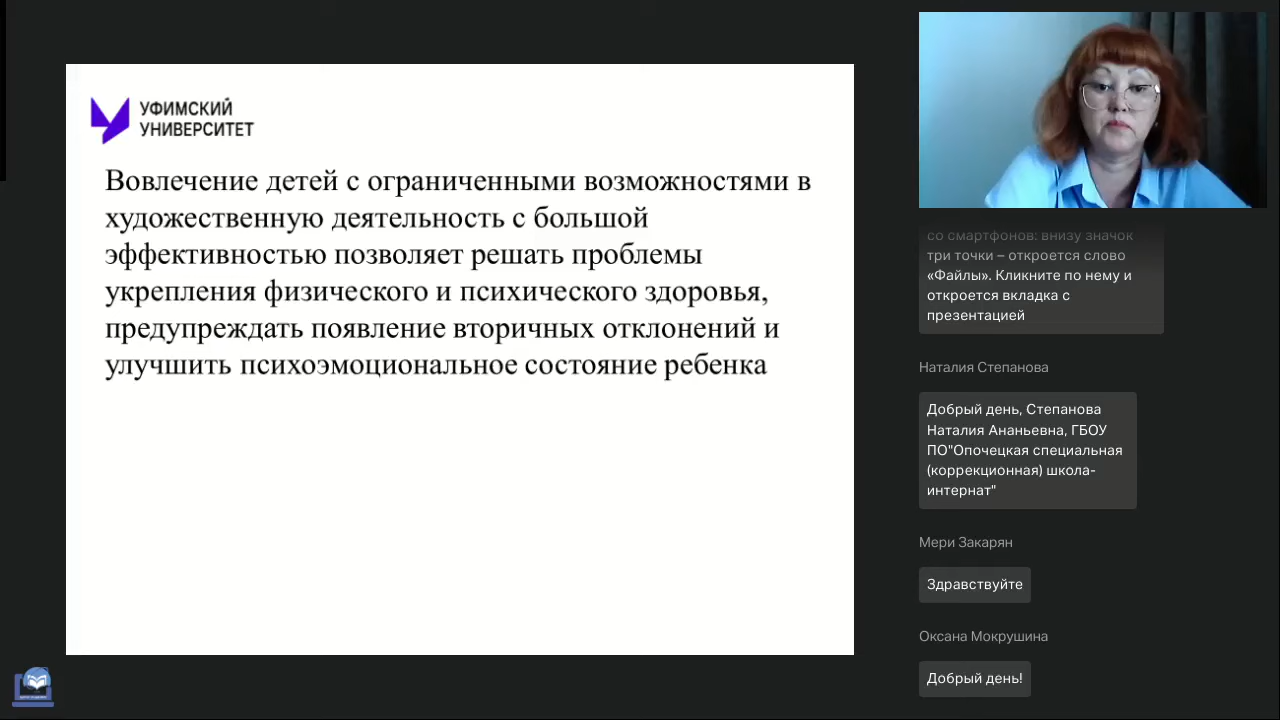 УФИМСКИЙ
УНИВЕРСИТЕТ
Вовлечение детей с ограниченными возможностями в
художественную деятельность с большой
эффективностью позволяет решать проблемы
укрепления физического и психического здоровья,
предупреждать появление вторичных отклонений и
улучшить психоэмоциональное состояние ребенка
со смартфонов: внизу значок
три точки – откроется слово
«Файлы». Кликните по нему и
откроется вкладка с
презентацией
Наталия Степанова
Добрый день, Степанова
Наталия Ананьевна, ГБОУ
ПО"Опочецкая специальная
(коррекционная) школа-
интернат"
Мери Закарян
Здравствуйте
Оксана Мокрушина
Добрый день!